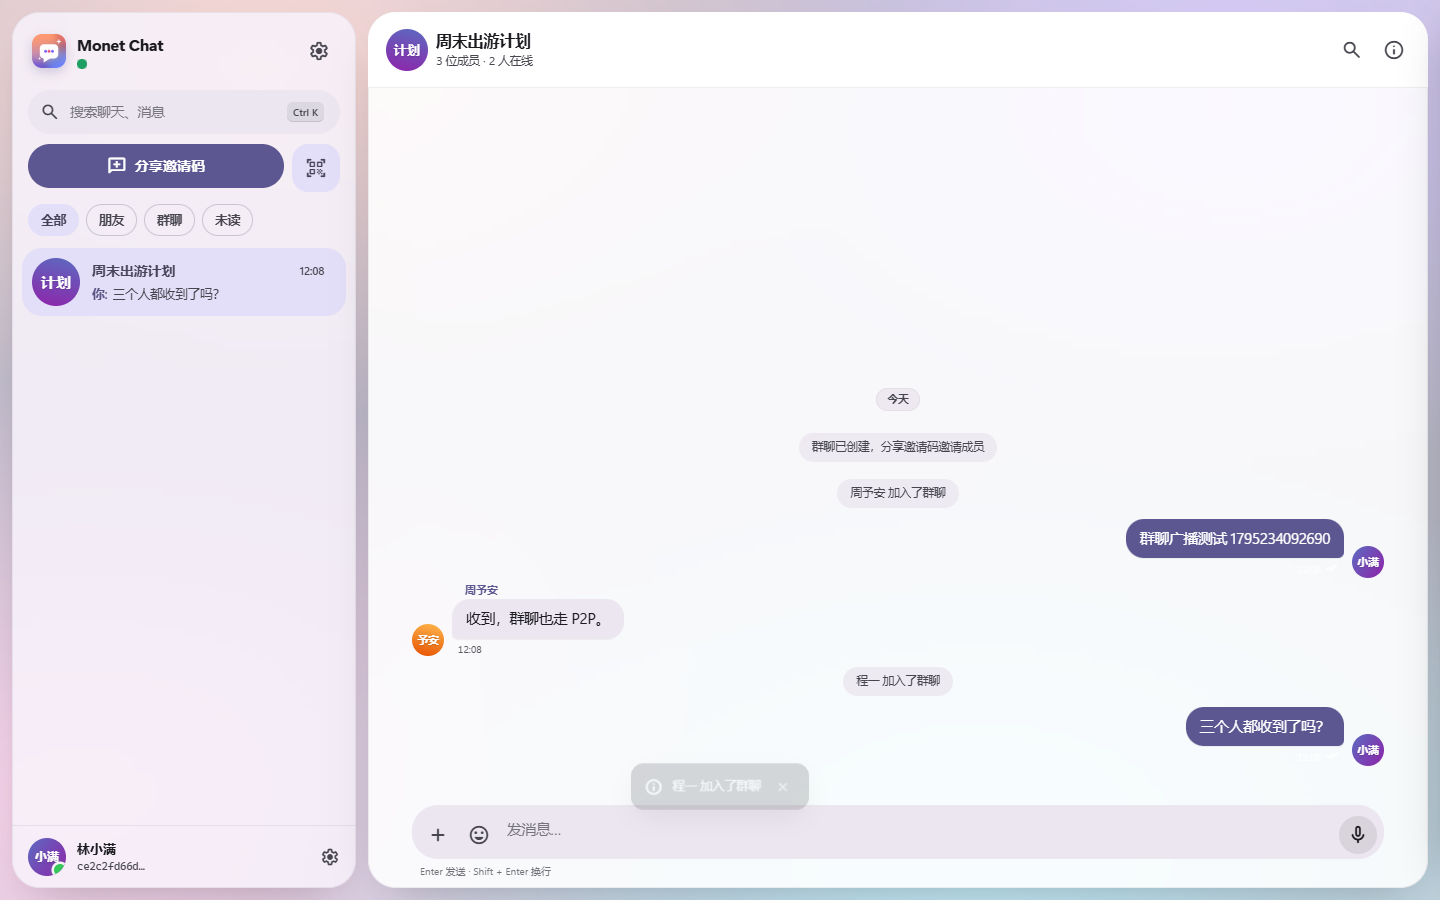 Monet Chat
搜索聊天、消息
Ctrl K
分享邀请码
全部
朋友
群聊
未读
计划
周末出游计划
12:08
你: 三个人都收到了吗？
小满
林小满
ce2c2fd66d…
计划
周末出游计划
3 位成员 · 2 人在线
今天
群聊已创建，分享邀请码邀请成员
周予安 加入了群聊
群聊广播测试 1795234092690
小满
周予安
收到，群聊也走 P2P。
予安
12:08
程一 加入了群聊
三个人都收到了吗？
小满
程一 加入了群聊
发消息...
Enter 发送 · Shift + Enter 换行